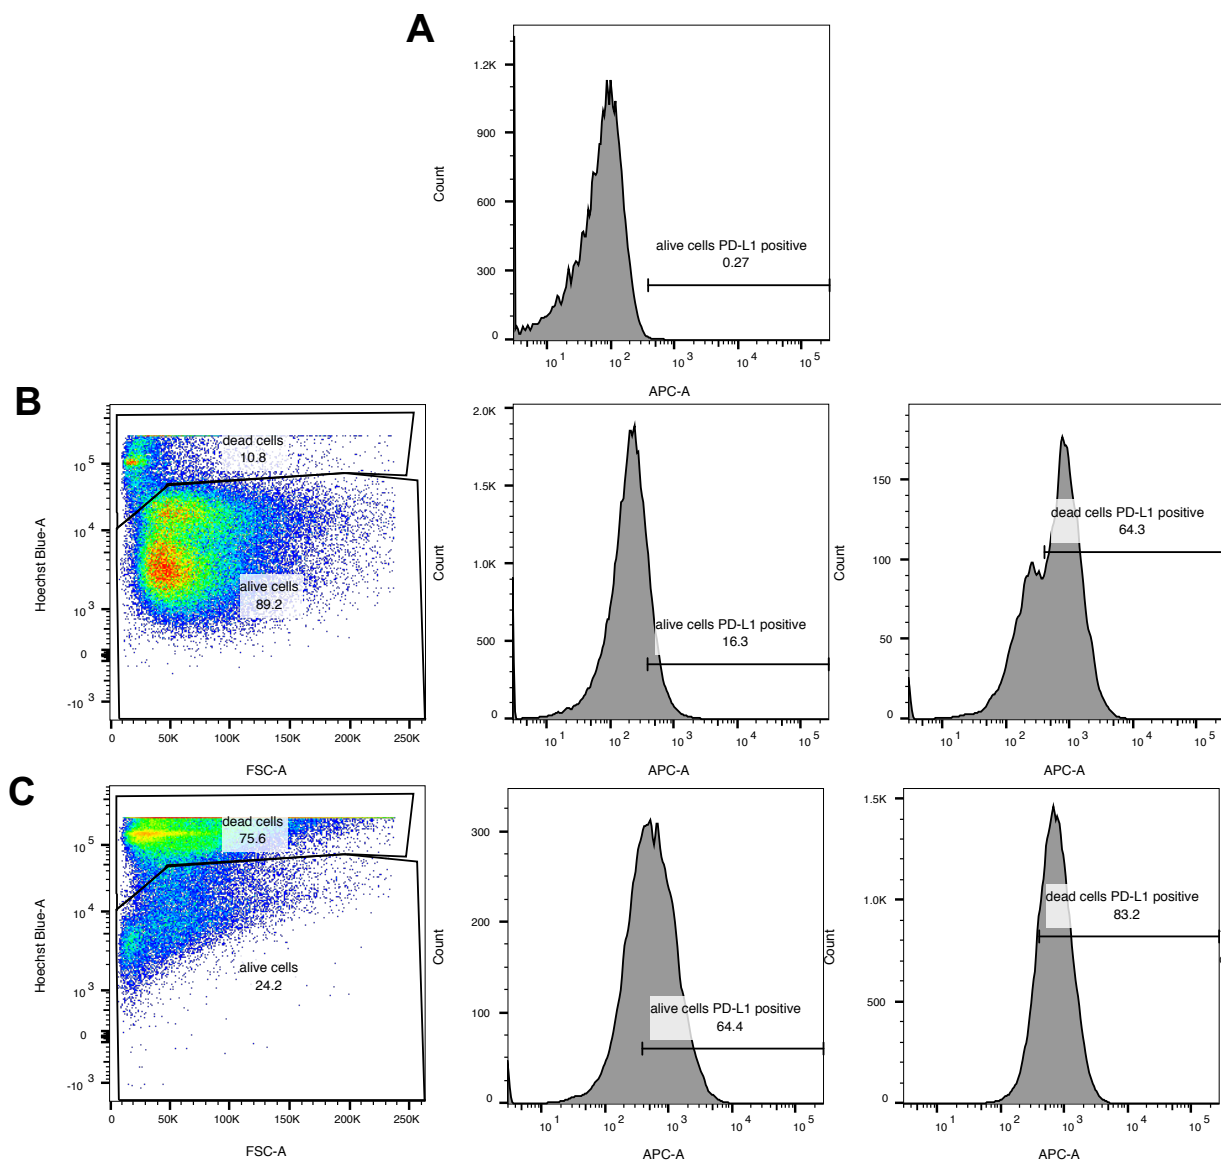 A
1.2K
900
600
300
0
Count
alive cells PD-L1 positive
0.27
10 1
10 2
10 3
10 4
10 5
APC-A
B
10 5
10 4
10 3
0
-10 3
Hoechst Blue-A
dead cells
10.8
alive cells
89.2
0
50K
100K
150K
200K
250K
FSC-A
2.0K
1.5K
1.0K
500
0
Count
alive cells PD-L1 positive
16.3
10 1
10 2
10 3
10 4
10 5
APC-A
150
100
50
0
Count
dead cells PD-L1 positive
64.3
10 1
10 2
10 3
10 4
10 5
APC-A
C
10 5
10 4
10 3
0
-10 3
Hoechst Blue-A
dead cells
75.6
alive cells
24.2
0
50K
100K
150K
200K
250K
FSC-A
300
200
100
0
Count
alive cells PD-L1 positive
64.4
10 1
10 2
10 3
10 4
10 5
APC-A
1.5K
1.0K
500
0
Count
dead cells PD-L1 positive
83.2
10 1
10 2
10 3
10 4
10 5
APC-A